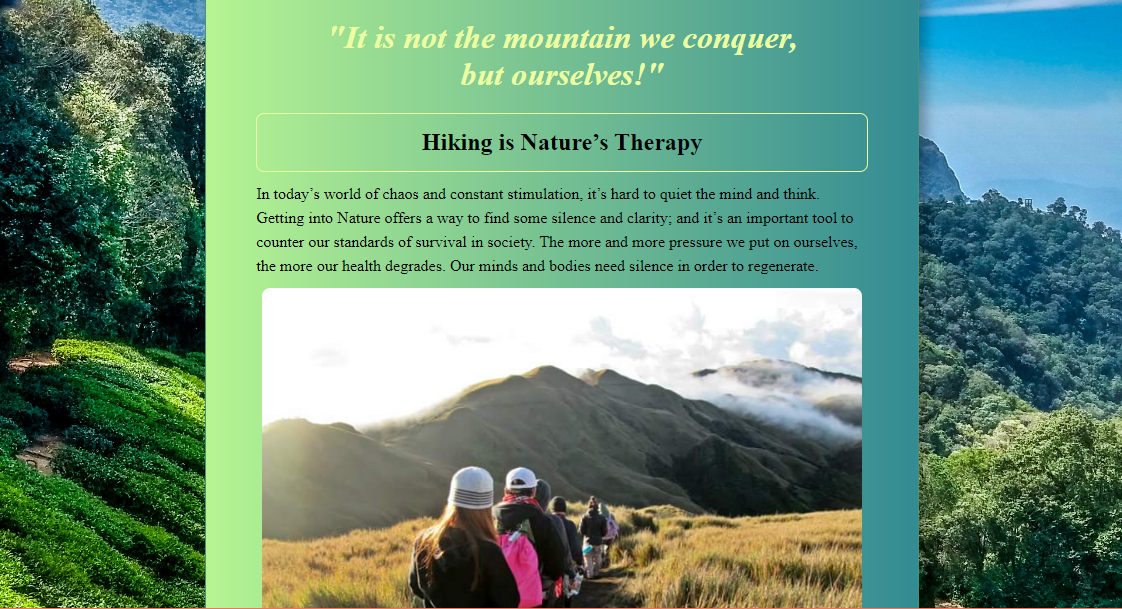 "It is not the mountain we conquer,
but ourselves!"
Hiking is Nature’s Therapy
In today’s world of chaos and constant stimulation, it’s hard to quiet the mind and think.
Getting into Nature offers a way to find some silence and clarity; and it’s an important tool to
counter our standards of survival in society. The more and more pressure we put on ourselves,
the more our health degrades. Our minds and bodies need silence in order to regenerate.